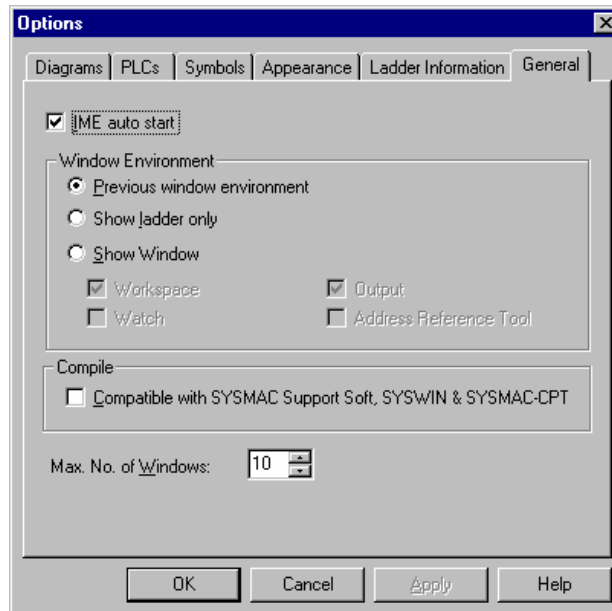 Options
Diagrams PLCs Symbols Appearance Ladder Information General
IME auto start
Window Environment
Previous window environment
Show ladder only
Show Window
Workspace Output
Watch Address Reference Tool
Compile
Compatible with SYSMAC Support Soft, SYSWIN & SYSMAC-CPT
Max. No. of Windows: 10
OK Cancel Apply Help